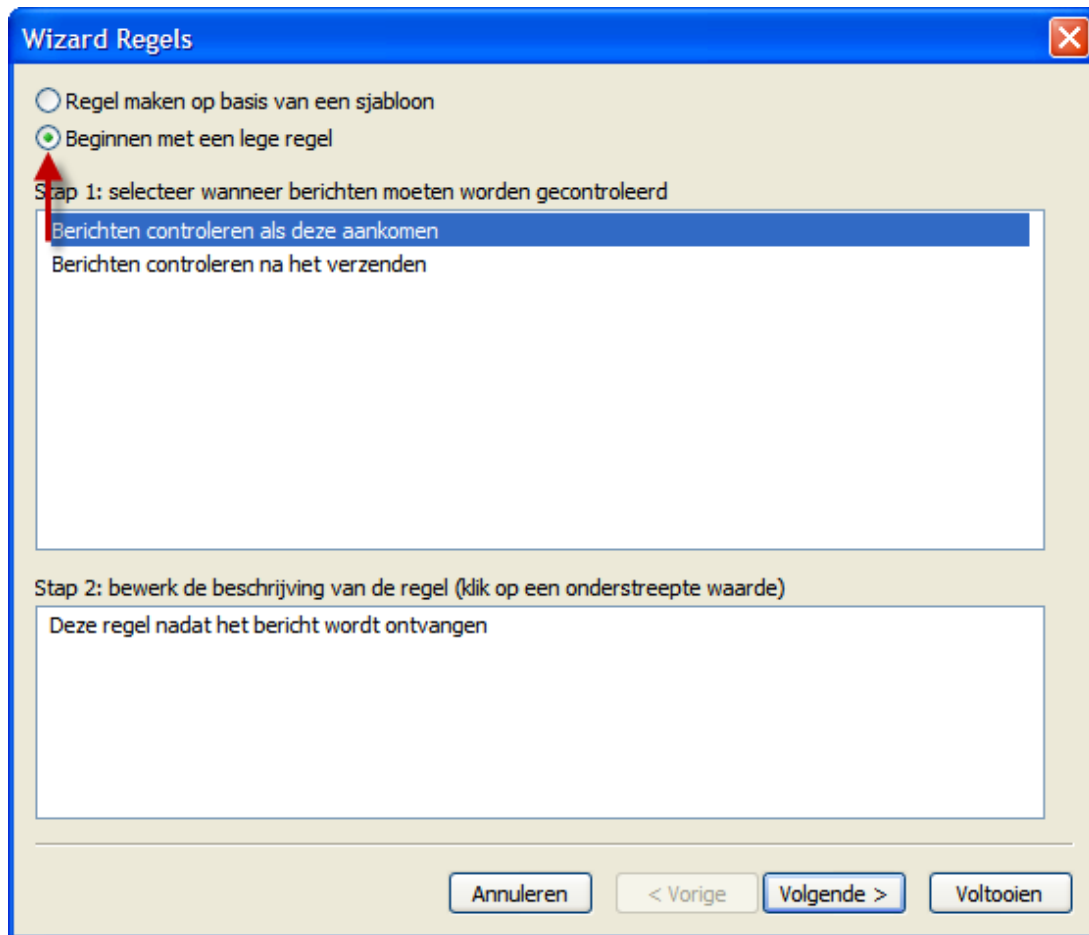 Wizard Regels
Regel maken op basis van een sjabloon
Beginnen met een lege regel
Stap 1: selecteer wanneer berichten moeten worden gecontroleerd
Berichten controleren als deze aankomen
Berichten controleren na het verzenden
Stap 2: bewerk de beschrijving van de regel (klik op een onderstreepte waarde)
Deze regel nadat het bericht wordt ontvangen
Annuleren
< Vorige
Volgende >
Voltooien